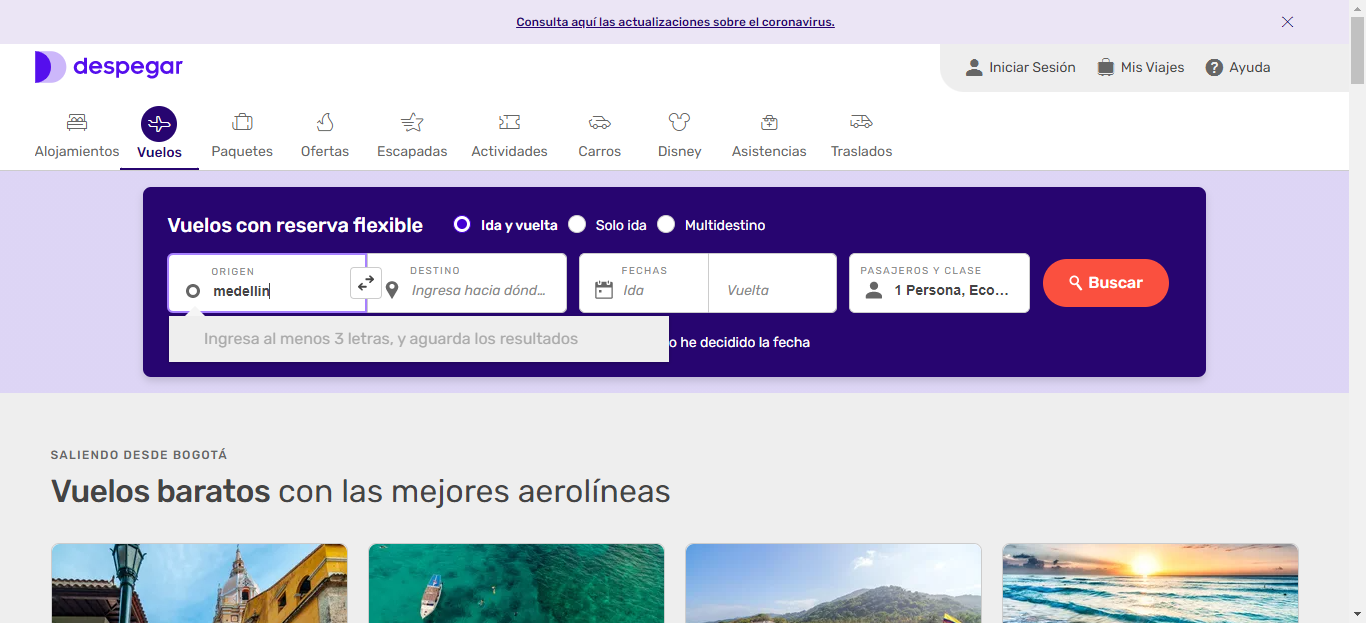 Consulta aquí las actualizaciones sobre el coronavirus.
despegar
Iniciar Sesión Mis Viajes ? Ayuda
Alojamientos Vuelos Paquetes Ofertas Escapadas Actividades Carros Disney Asistencias Traslados
Vuelos con reserva flexible Ida y vuelta Solo ida Multidestino
ORIGEN DESTINO FECHAS PASAJEROS Y CLASE
medellin Ingresa hacia dónd... Ida Vuelta 1 Persona, Eco... Buscar
Ingresa al menos 3 letras, y aguarda los resultados
o he decidido la fecha
SALIENDO DESDE BOGOTÁ
Vuelos baratos con las mejores aerolíneas